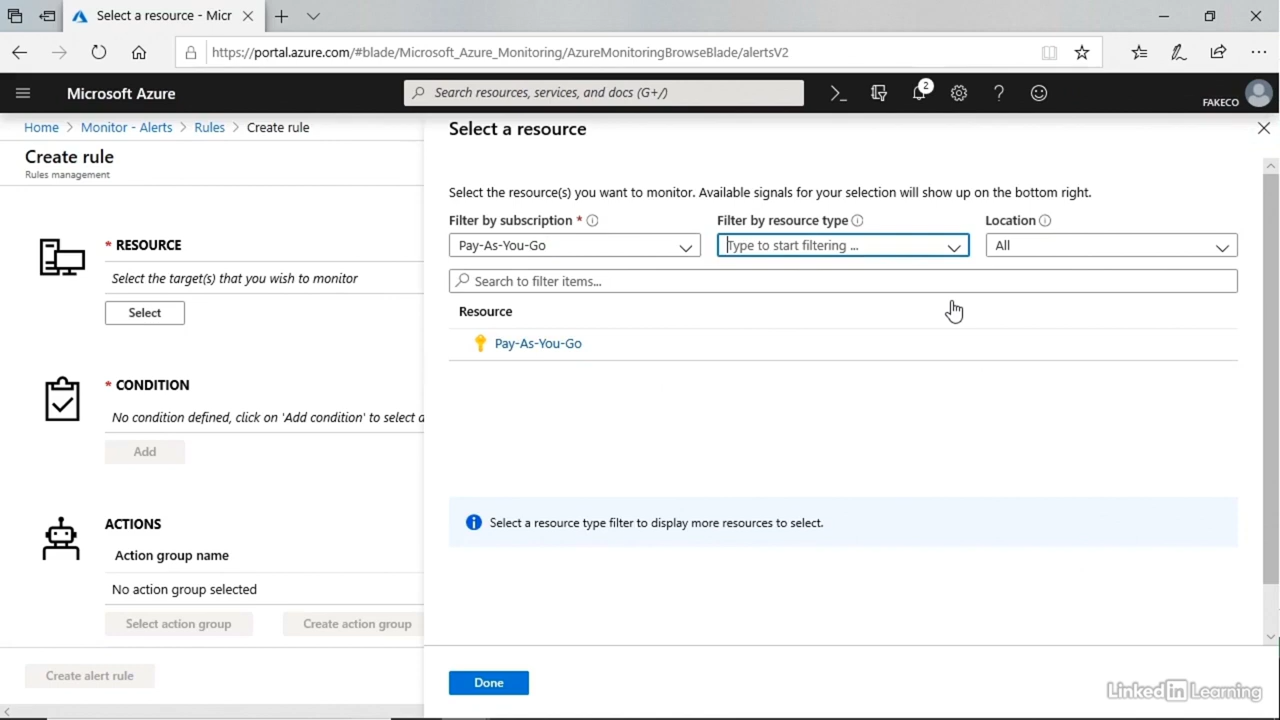 Select a resource - Micr
https://portal.azure.com/#blade/Microsoft_Azure_Monitoring/AzureMonitoringBrowseBlade/alertsV2
Microsoft Azure
Search resources, services, and docs (G+/)
2
FAKECO
Home > Monitor - Alerts > Rules > Create rule
Create rule
Rules management
* RESOURCE
Select the target(s) that you wish to monitor
Select
* CONDITION
No condition defined, click on 'Add condition' to select a
Add
ACTIONS
Action group name
No action group selected
Select action group
Create action group
Create alert rule
Select a resource
Select the resource(s) you want to monitor. Available signals for your selection will show up on the bottom right.
Filter by subscription *
Filter by resource type
Location
Pay-As-You-Go
Type to start filtering ...
All
Search to filter items...
Resource
Pay-As-You-Go
Select a resource type filter to display more resources to select.
Done
Linked in Learning